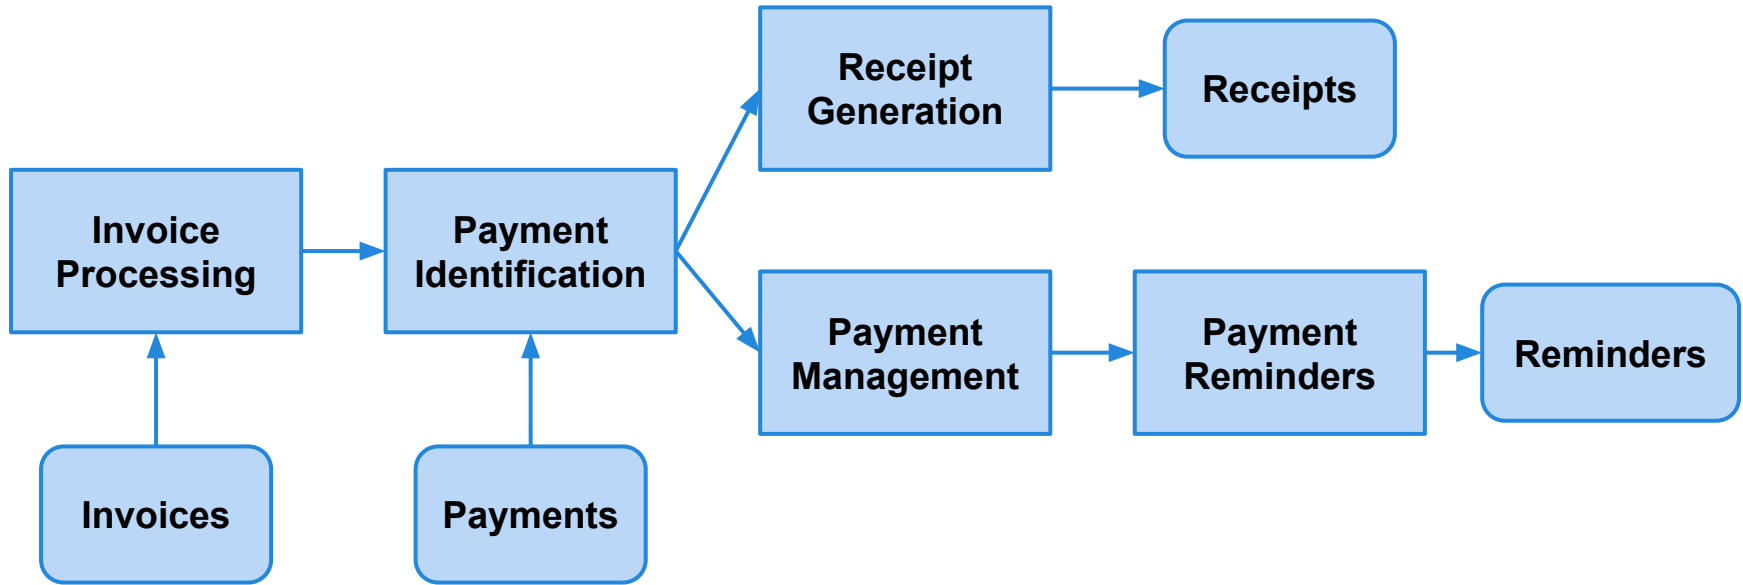 Receipt
Generation
Receipts
Invoice
Processing
Payment
Identification
Payment
Management
Payment
Reminders
Reminders
Invoices
Payments